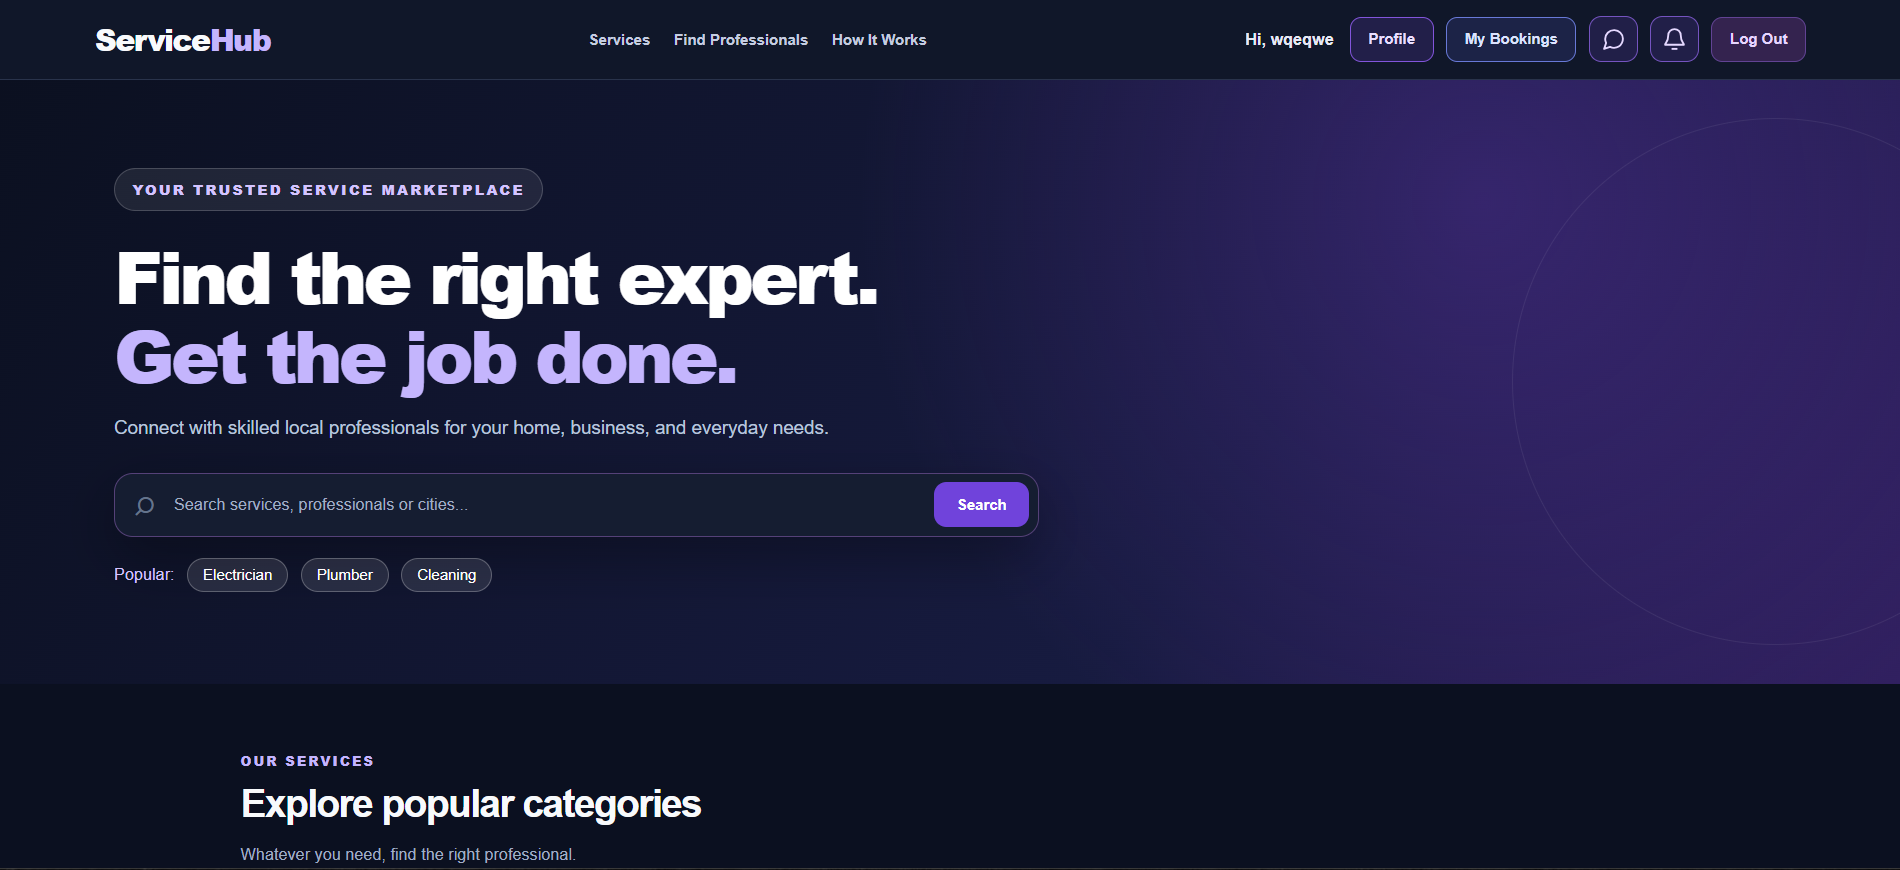 ServiceHub
Services
Find Professionals
How It Works
Hi, wqeqwe
Profile
My Bookings
Log Out
YOUR TRUSTED SERVICE MARKETPLACE
Find the right expert.
Get the job done.
Connect with skilled local professionals for your home, business, and everyday needs.
Search services, professionals or cities...
Search
Popular:
Electrician
Plumber
Cleaning
OUR SERVICES
Explore popular categories
Whatever you need, find the right professional.